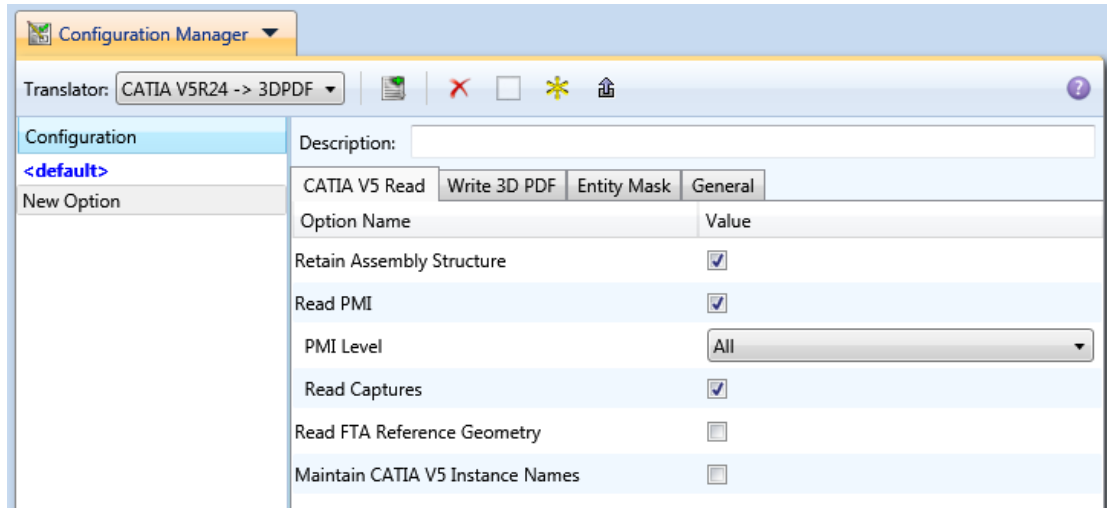 Configuration Manager
Translator: CATIA V5R24 -> 3DPDF
?
Configuration
Description:
<default>
CATIA V5 Read Write 3D PDF Entity Mask General
New Option
Option Name Value
Retain Assembly Structure
Read PMI
PMI Level All
Read Captures
Read FTA Reference Geometry
Maintain CATIA V5 Instance Names